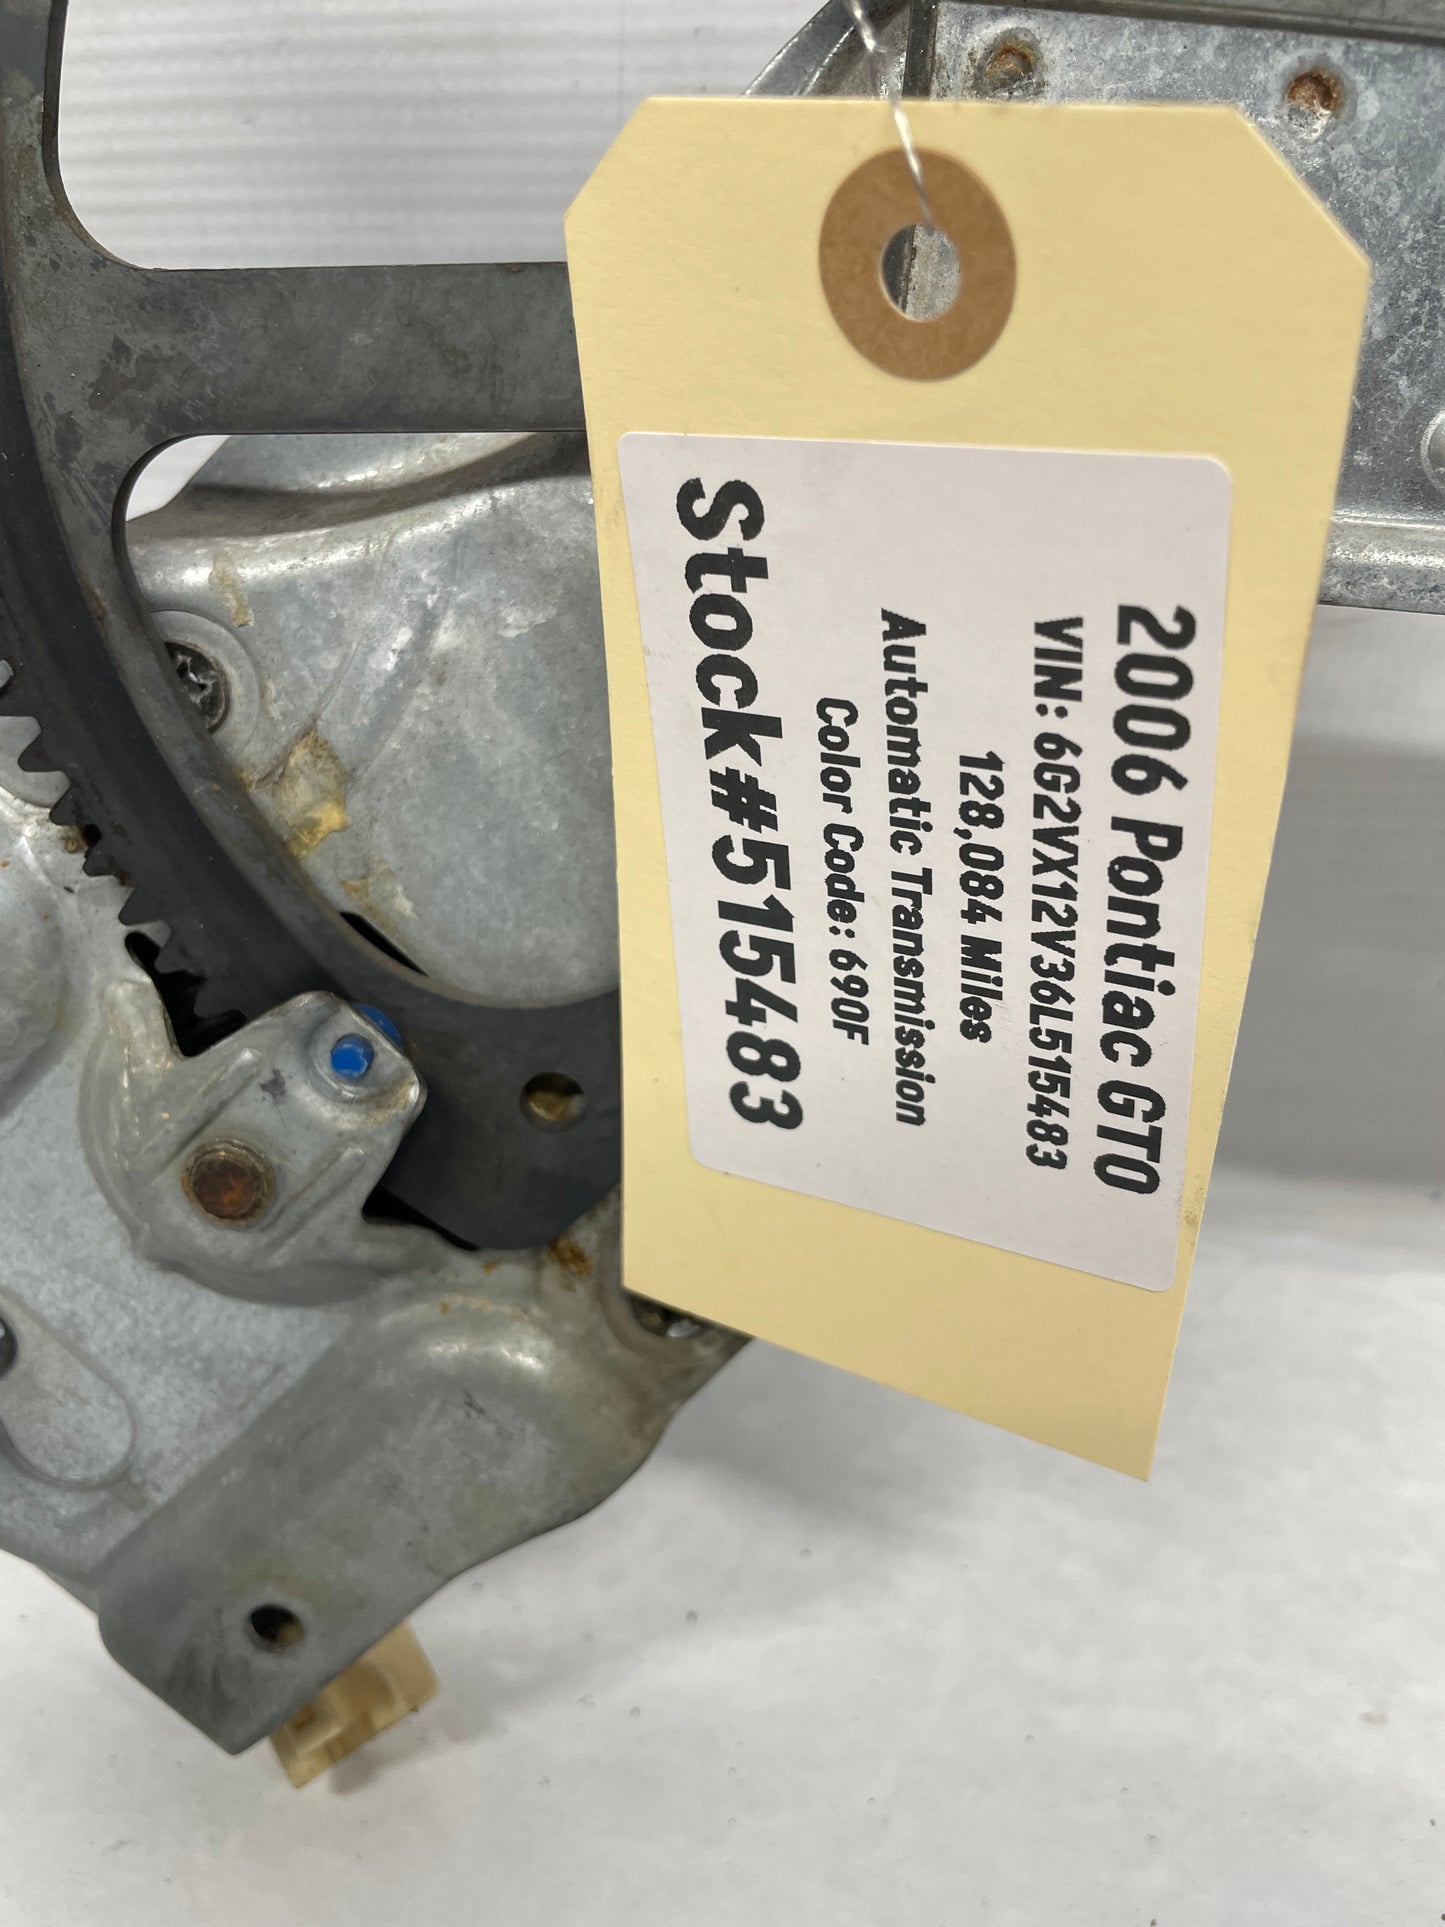 2006 Pontiac GTO
VIN: 6G2VX12V36L515483
128,084 Miles
Automatic Transmission
Color Code: 690F
Stock#515483